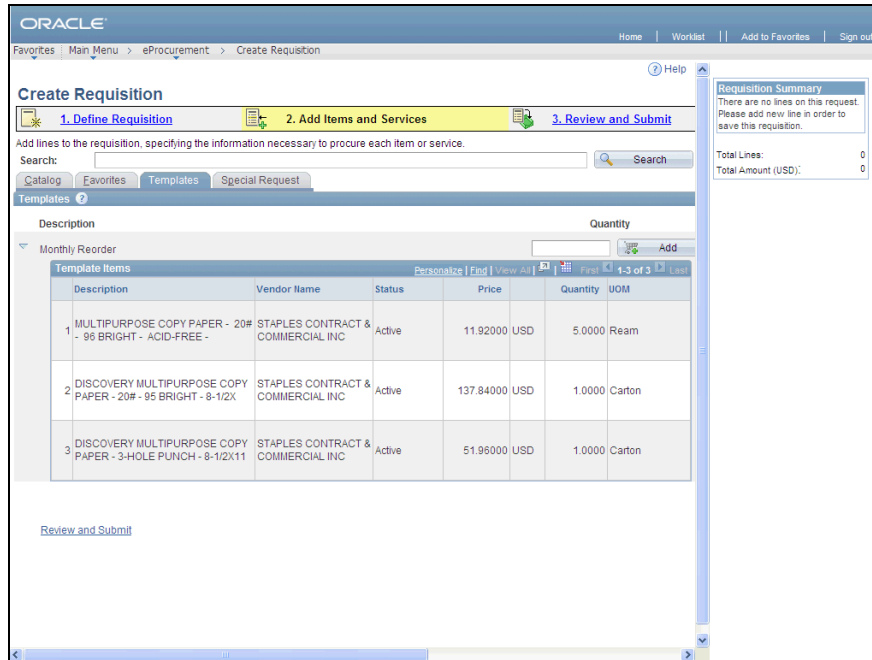 ORACLE
Home | Worklist || Add to Favorites | Sign out
Favorites | Main Menu > eProcurement > Create Requisition
Help
Create Requisition
1. Define Requisition 2. Add Items and Services 3. Review and Submit
Add lines to the requisition, specifying the information necessary to procure each item or service.
Search: Search
Catalog Favorites Templates Special Request
Templates
Description Quantity
Monthly Reorder Add
Template Items Personalize | Find | View All | | First 1-3 of 3 Last
Description Vendor Name Status Price Quantity UOM
1 MULTIPURPOSE COPY PAPER - 20# - 96 BRIGHT - ACID-FREE - STAPLES CONTRACT & COMMERCIAL INC Active 11.92000 USD 5.0000 Ream
2 DISCOVERY MULTIPURPOSE COPY PAPER - 20# - 95 BRIGHT - 8-1/2X STAPLES CONTRACT & COMMERCIAL INC Active 137.84000 USD 1.0000 Carton
3 DISCOVERY MULTIPURPOSE COPY PAPER - 3-HOLE PUNCH - 8-1/2X11 STAPLES CONTRACT & COMMERCIAL INC Active 51.96000 USD 1.0000 Carton
Review and Submit
Requisition Summary
There are no lines on this request.
Please add new line in order to
save this requisition.
Total Lines: 0
Total Amount (USD): 0